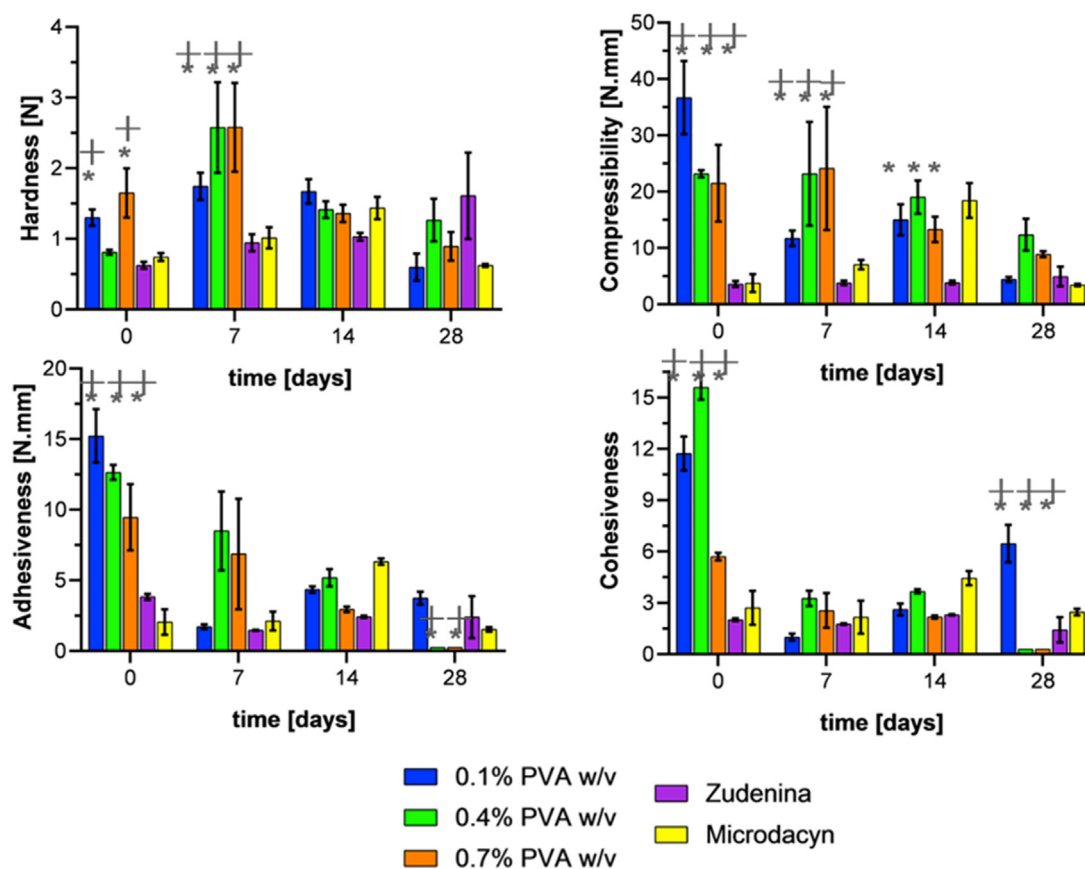 4
3
2
1
0
Hardness [N]
0 7 14 28
time [days]
50
40
30
20
10
0
Compressibility [N.mm]
0 7 14 28
time [days]
20
15
10
5
0
Adhesiveness [N.mm]
0 7 14 28
time [days]
15
12
9
6
3
0
Cohesiveness
0 7 14 28
time [days]
0.1% PVA w/v
0.4% PVA w/v
0.7% PVA w/v
Zudenina
Microdacyn